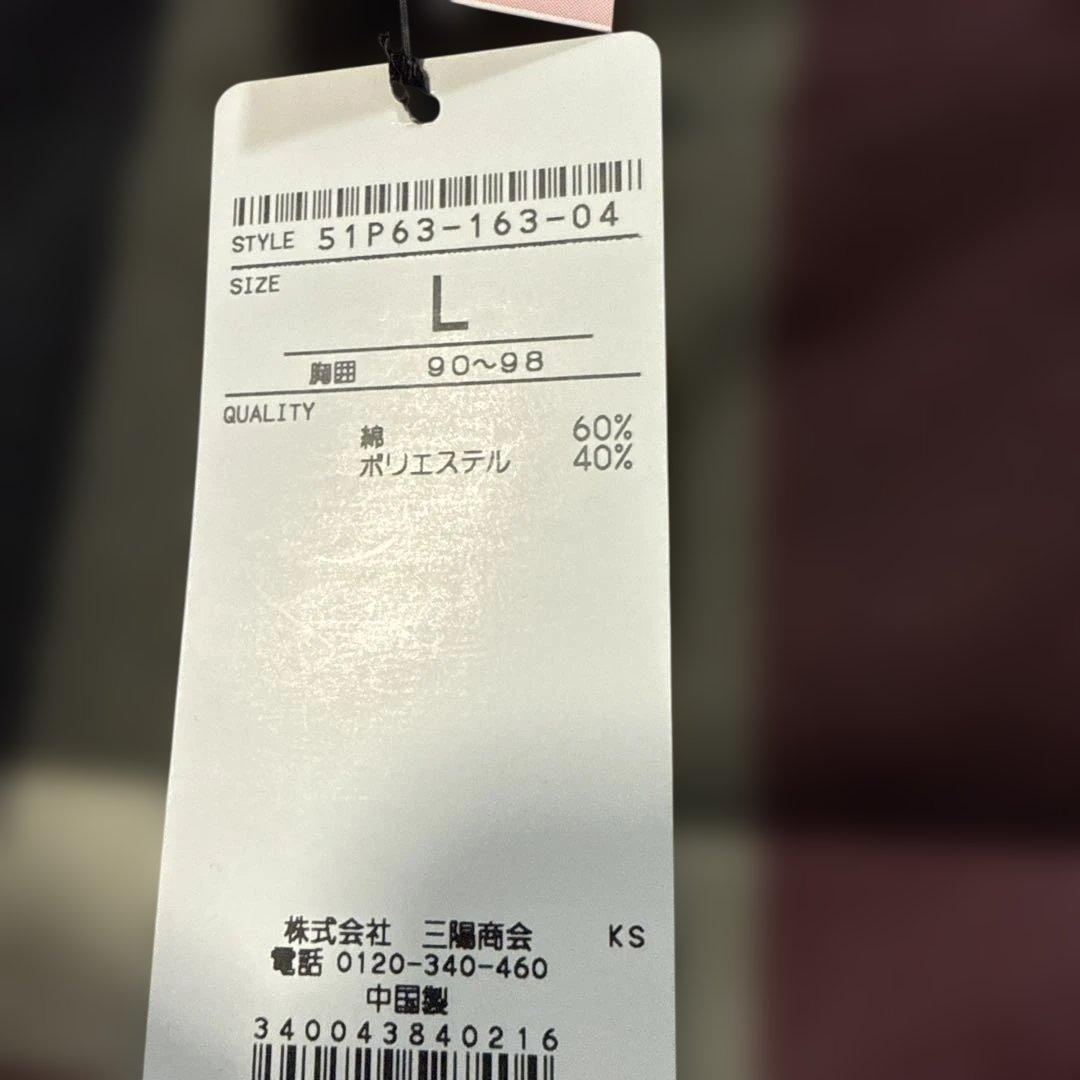 STYLE 51P63-163-04
SIZE
L
胸囲 90～98
QUALITY
綿 60%
ポリエステル 40%
株式会社 三陽商会 KS
電話 0120-340-460
中国製
340043840216